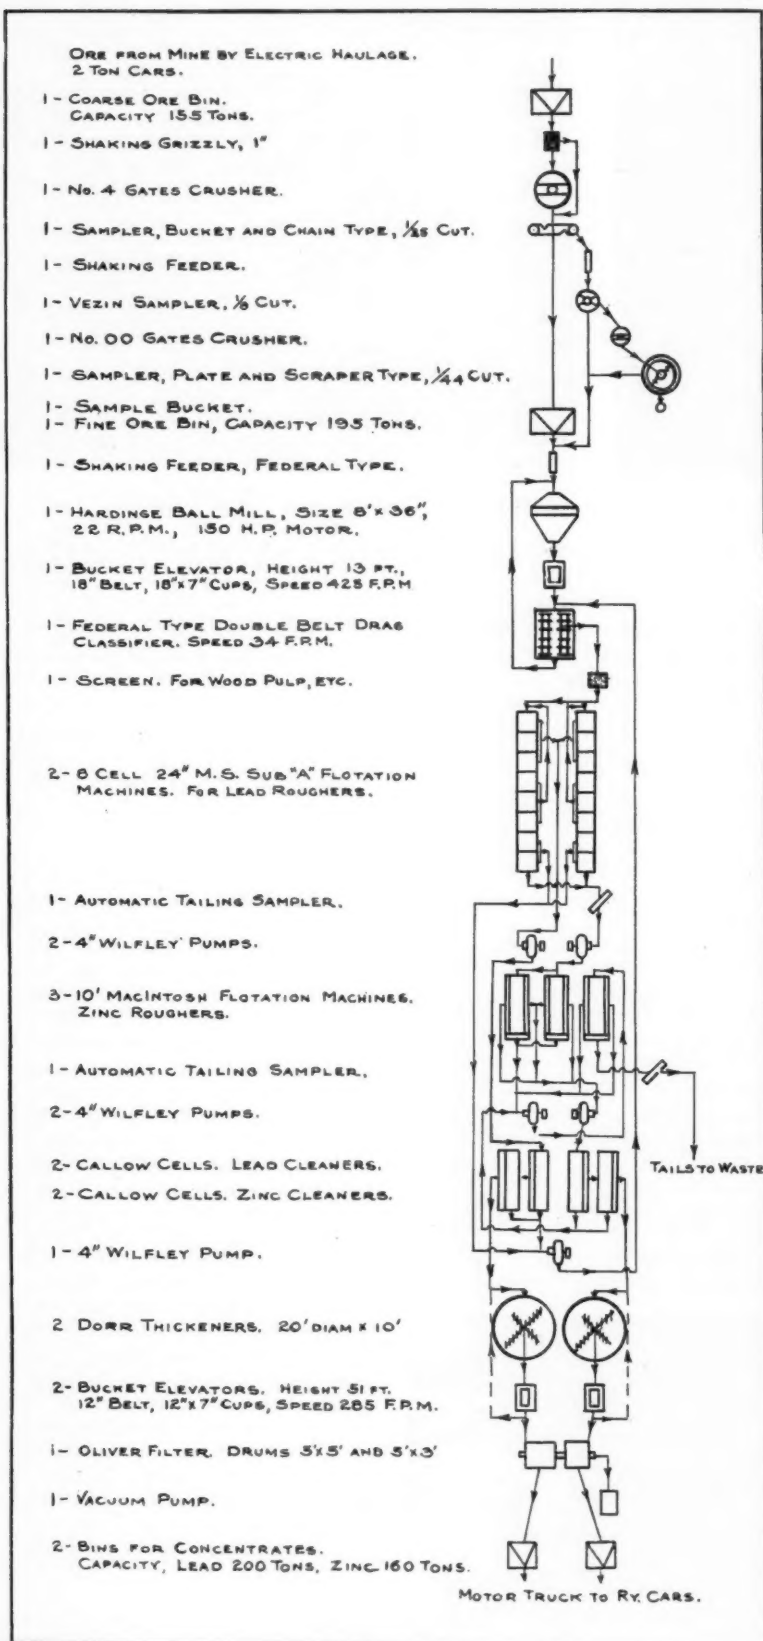 ORE FROM MINE BY ELECTRIC HAULAGE.
2 TON CARS.
1- COARSE ORE BIN.
CAPACITY 155 TONS.
1- SHAKING GRIZZLY, 1"
1- NO. 4 GATES CRUSHER.
1- SAMPLER, BUCKET AND CHAIN TYPE, 1/25 CUT.
1- SHAKING FEEDER.
1- VEZIN SAMPLER, CUT.
1- NO. 00 GATES CRUSHER.
1- SAMPLER, PLATE AND SCRAPER TYPE, 1/44 CUT.
1- SAMPLE BUCKET.
1- FINE ORE BIN, CAPACITY 195 TONS.
1- SHAKING FEEDER, FEDERAL TYPE.
1- HARDINGE BALL MILL, SIZE 8' X 36",
22 R.P.M., 150 H.P. MOTOR.
1- BUCKET ELEVATOR, HEIGHT 13 FT.,
18" BELT, 18"X7" CUPS, SPEED 425 F.P.M
1- FEDERAL TYPE DOUBLE BELT DRAG
CLASSIFIER. SPEED 34 F.P.M.
1- SCREEN. FOR WOOD PULP, ETC.
2- 8 CELL 24" M.S. SUB "A" FLOTATION
MACHINES. FOR LEAD ROUGHERS.
1- AUTOMATIC TAILING SAMPLER.
2- 4" WILFLEY PUMPS.
3- 10' MACINTOSH FLOTATION MACHINES.
ZINC ROUGHERS.
1- AUTOMATIC TAILING SAMPLER.
2- 4" WILFLEY PUMPS.
2- CALLOW CELLS. LEAD CLEANERS.
TAILS TO WASTE
2- CALLOW CELLS. ZINC CLEANERS.
1- 4" WILFLEY PUMP.
2 DORR THICKENERS. 20' DIAM X 10'
2- BUCKET ELEVATORS. HEIGHT 51 FT.
12" BELT, 12"X7" CUPS, SPEED 285 F.P.M.
1- OLIVER FILTER. DRUMS 5'X5' AND 5'X3'
1- VACUUM PUMP.
2- BINS FOR CONCENTRATES.
CAPACITY, LEAD 200 TONS, ZINC 160 TONS.
MOTOR TRUCK TO RY. CARS.